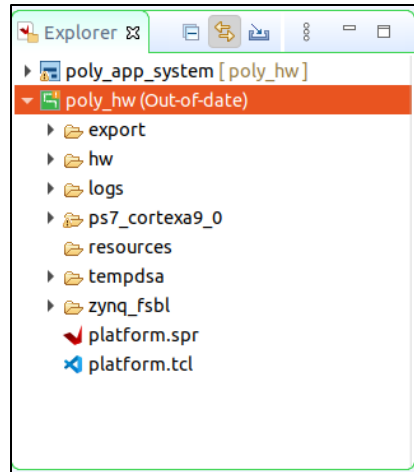 Explorer
poly_app_system [ poly_hw ]
poly_hw (Out-of-date)
export
hw
logs
ps7_cortexa9_0
resources
tempdsa
zynq_fsbl
platform.spr
platform.tcl